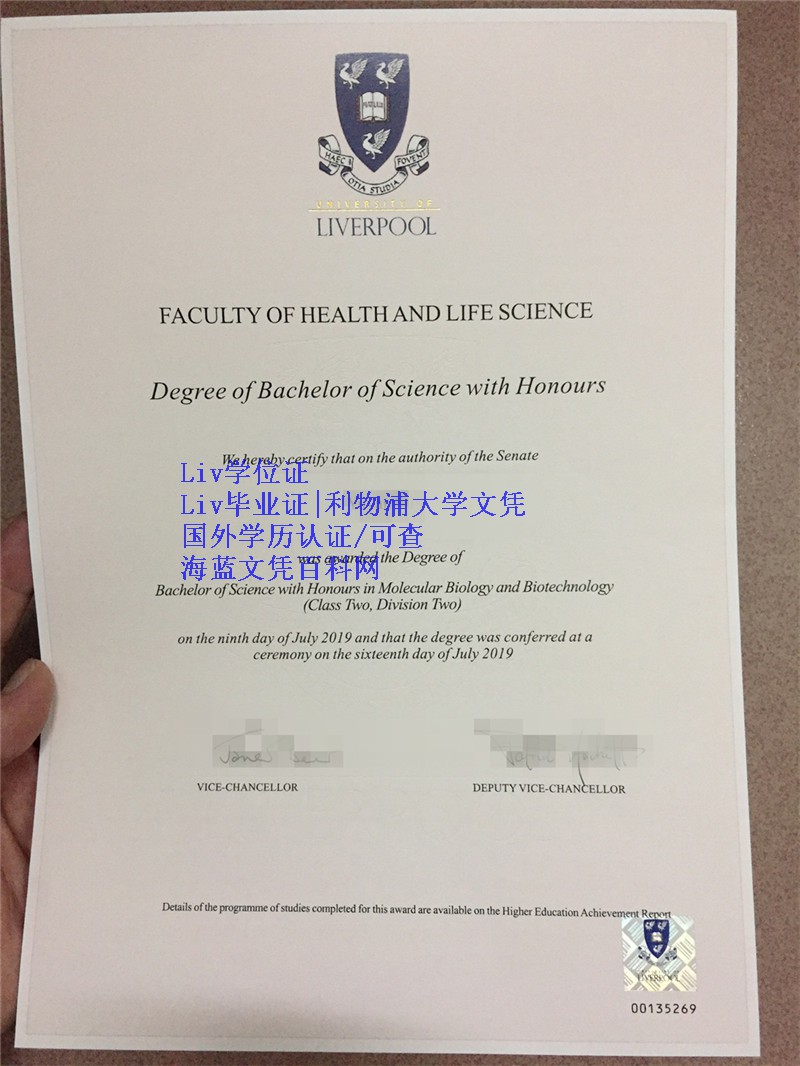 HAEC
OTIA STUDIA
FOVENT
UNIVERSITY OF
LIVERPOOL
FACULTY OF HEALTH AND LIFE SCIENCE
Degree of Bachelor of Science with Honours
We hereby certify that on the authority of the Senate
Liv学位证
Liv毕业证|利物浦大学文凭
国外学历认证/可查
was awarded the Degree of
海蓝文凭百科网
Bachelor of Science with Honours in Molecular Biology and Biotechnology
(Class Two, Division Two)
on the ninth day of July 2019 and that the degree was conferred at a
ceremony on the sixteenth day of July 2019
VICE-CHANCELLOR
DEPUTY VICE-CHANCELLOR
Details of the programme of studies completed for this award are available on the Higher Education Achievement Report
LIVERPOOL
00135269